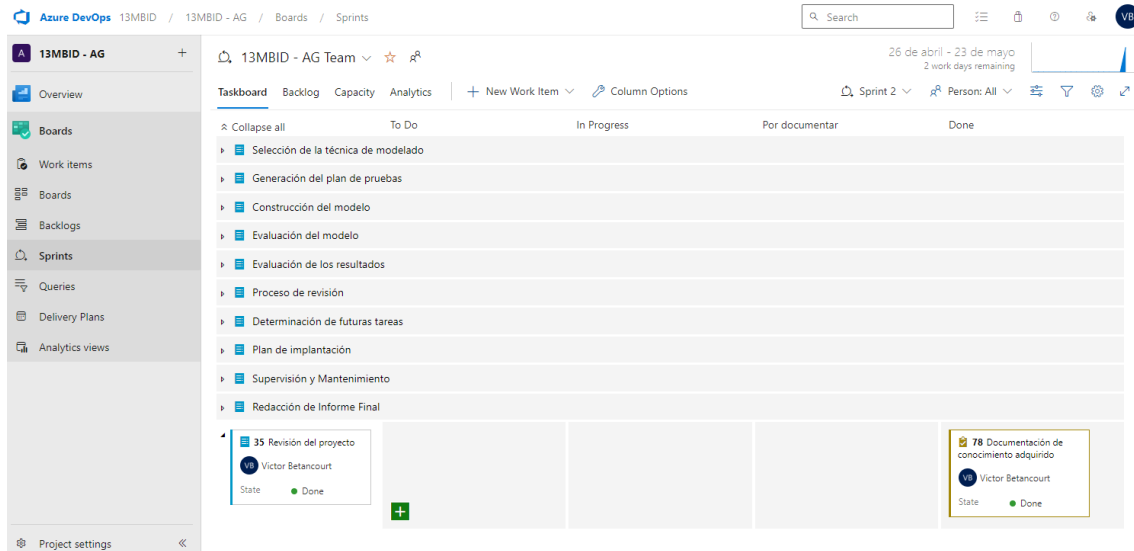 Azure DevOps 13MBID / 13MBID - AG / Boards / Sprints
Search
VB
A 13MBID - AG +
13MBID - AG Team
26 de abril - 23 de mayo
2 work days remaining
Overview
Taskboard Backlog Capacity Analytics + New Work Item Column Options
Sprint 2 Person: All
Boards
Collapse all To Do In Progress Por documentar Done
Work items
Boards
Backlogs
Sprints
Queries
Delivery Plans
Analytics views
Selección de la técnica de modelado
Generación del plan de pruebas
Construcción del modelo
Evaluación del modelo
Evaluación de los resultados
Proceso de revisión
Determinación de futuras tareas
Plan de implantación
Supervisión y Mantenimiento
Redacción de Informe Final
35 Revisión del proyecto
VB Victor Betancourt
State Done
78 Documentación de
conocimiento adquirido
VB Victor Betancourt
State Done
Project settings